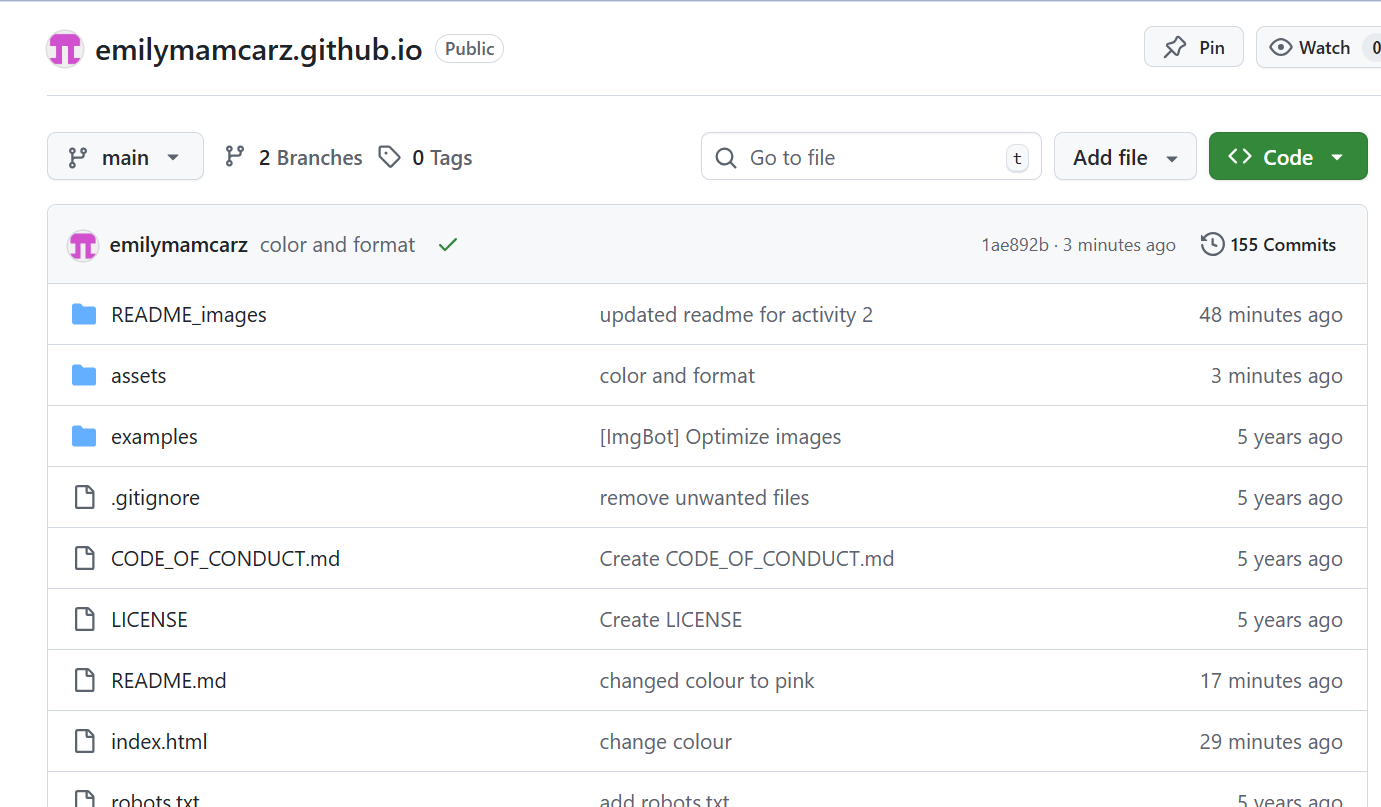 emilymamcarz.github.io Public Pin Watch 0
main 2 Branches 0 Tags Go to file t Add file Code
emilymamcarz color and format 1ae892b · 3 minutes ago 155 Commits
README_images updated readme for activity 2 48 minutes ago
assets color and format 3 minutes ago
examples [ImgBot] Optimize images 5 years ago
.gitignore remove unwanted files 5 years ago
CODE_OF_CONDUCT.md Create CODE_OF_CONDUCT.md 5 years ago
LICENSE Create LICENSE 5 years ago
README.md changed colour to pink 17 minutes ago
index.html change colour 29 minutes ago
robots.txt add robots.txt 5 years ago